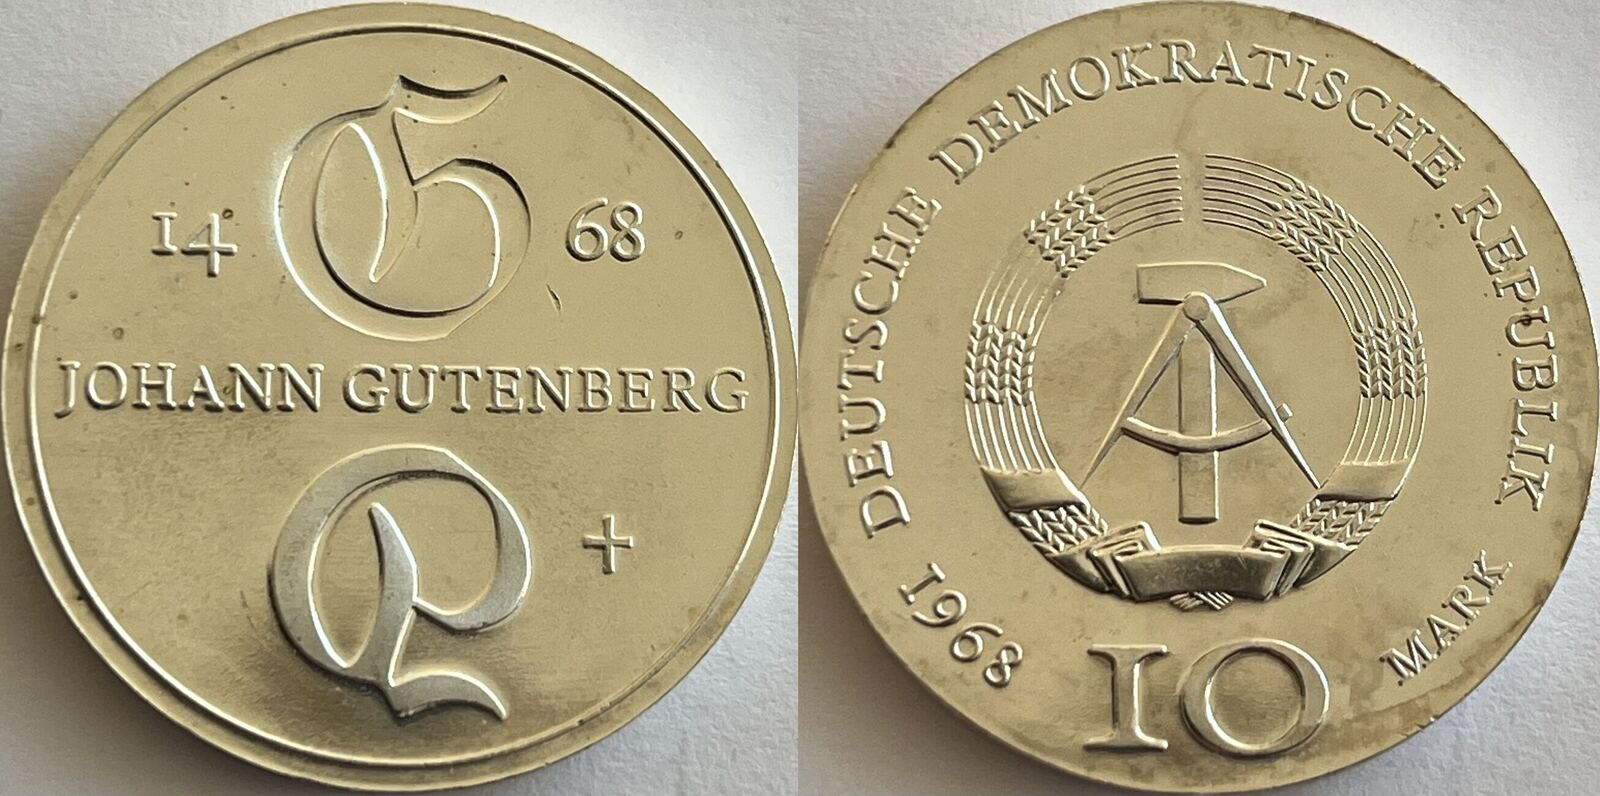 G
14 68
JOHANN GUTENBERG
+
DEUTSCHE DEMOKRATISCHE REPUBLIK
1968
10
MARK